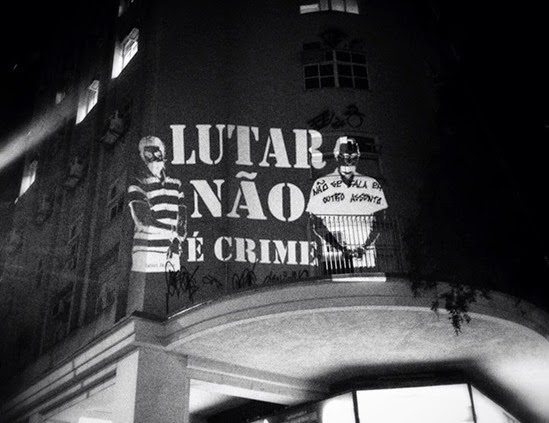 LUTAR
NÃO
É CRIME
NÃO SE FALA EM
OUTRO ASSUNTO